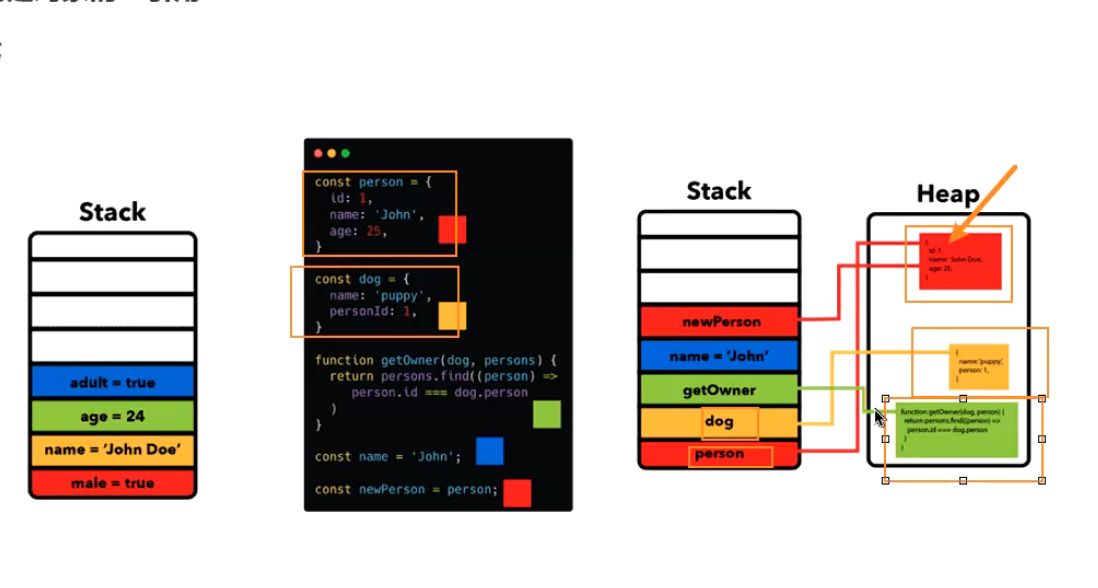 Stack
adult = true
age = 24
name = ‘John Doe’
male = true
const person = {
id: 1,
name: 'John',
age: 25,
}
const dog = {
name: 'puppy',
personId: 1,
}
function getOwner(dog, persons) {
return persons.find((person) =>
person.id === dog.person
)
}
const name = 'John';
const newPerson = person;
Stack
newPerson
name = ‘John’
getOwner
dog
person
Heap
{
id: 1,
name: 'John Doe,
age: 25,
}
{
name:'puppy',
person: 1,
}
function getOwner(dog, person) {
return persons.find((person) =>
person.id === dog.person
)
}